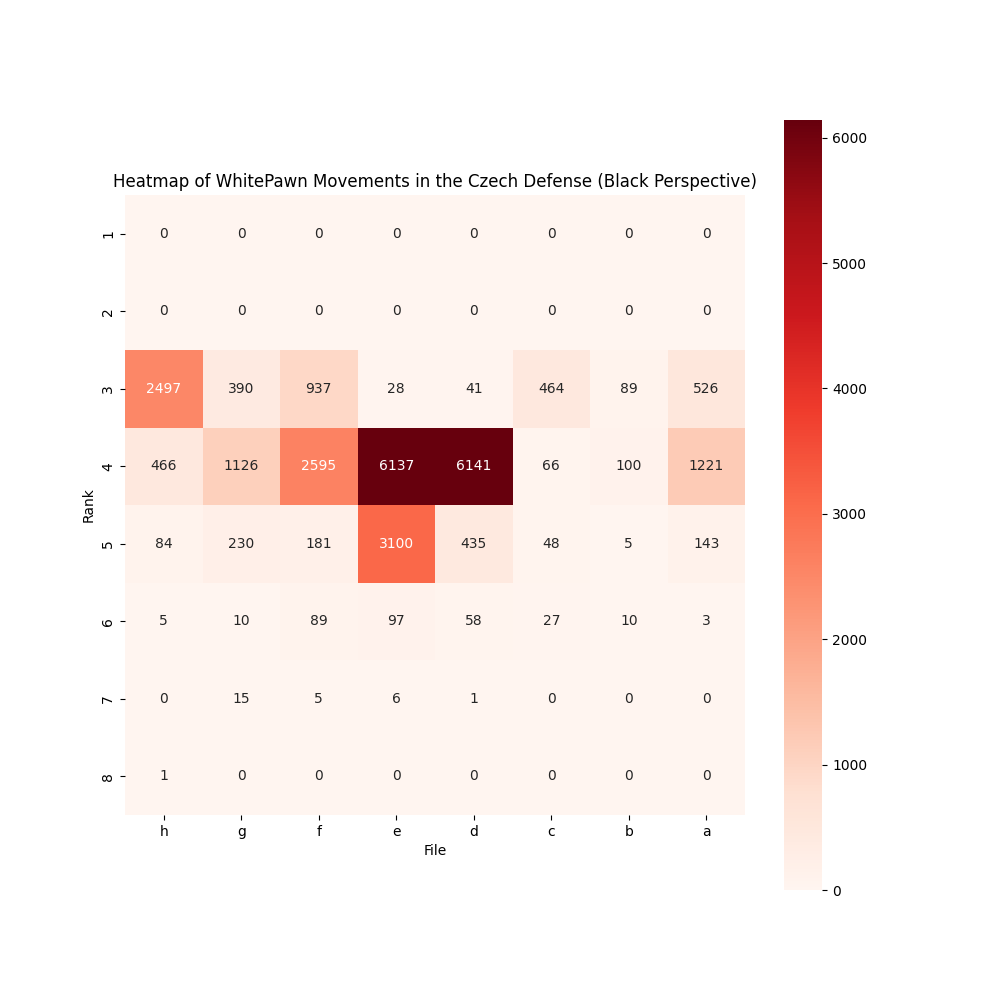 Heatmap of WhitePawn Movements in the Czech Defense (Black Perspective)
6000
5000
4000
3000
2000
1000
0
Rank
1 0 0 0 0 0 0 0 0
2 0 0 0 0 0 0 0 0
3 2497 390 937 28 41 464 89 526
4 466 1126 2595 6137 6141 66 100 1221
5 84 230 181 3100 435 48 5 143
6 5 10 89 97 58 27 10 3
7 0 15 5 6 1 0 0 0
8 1 0 0 0 0 0 0 0
h g f e d c b a
File